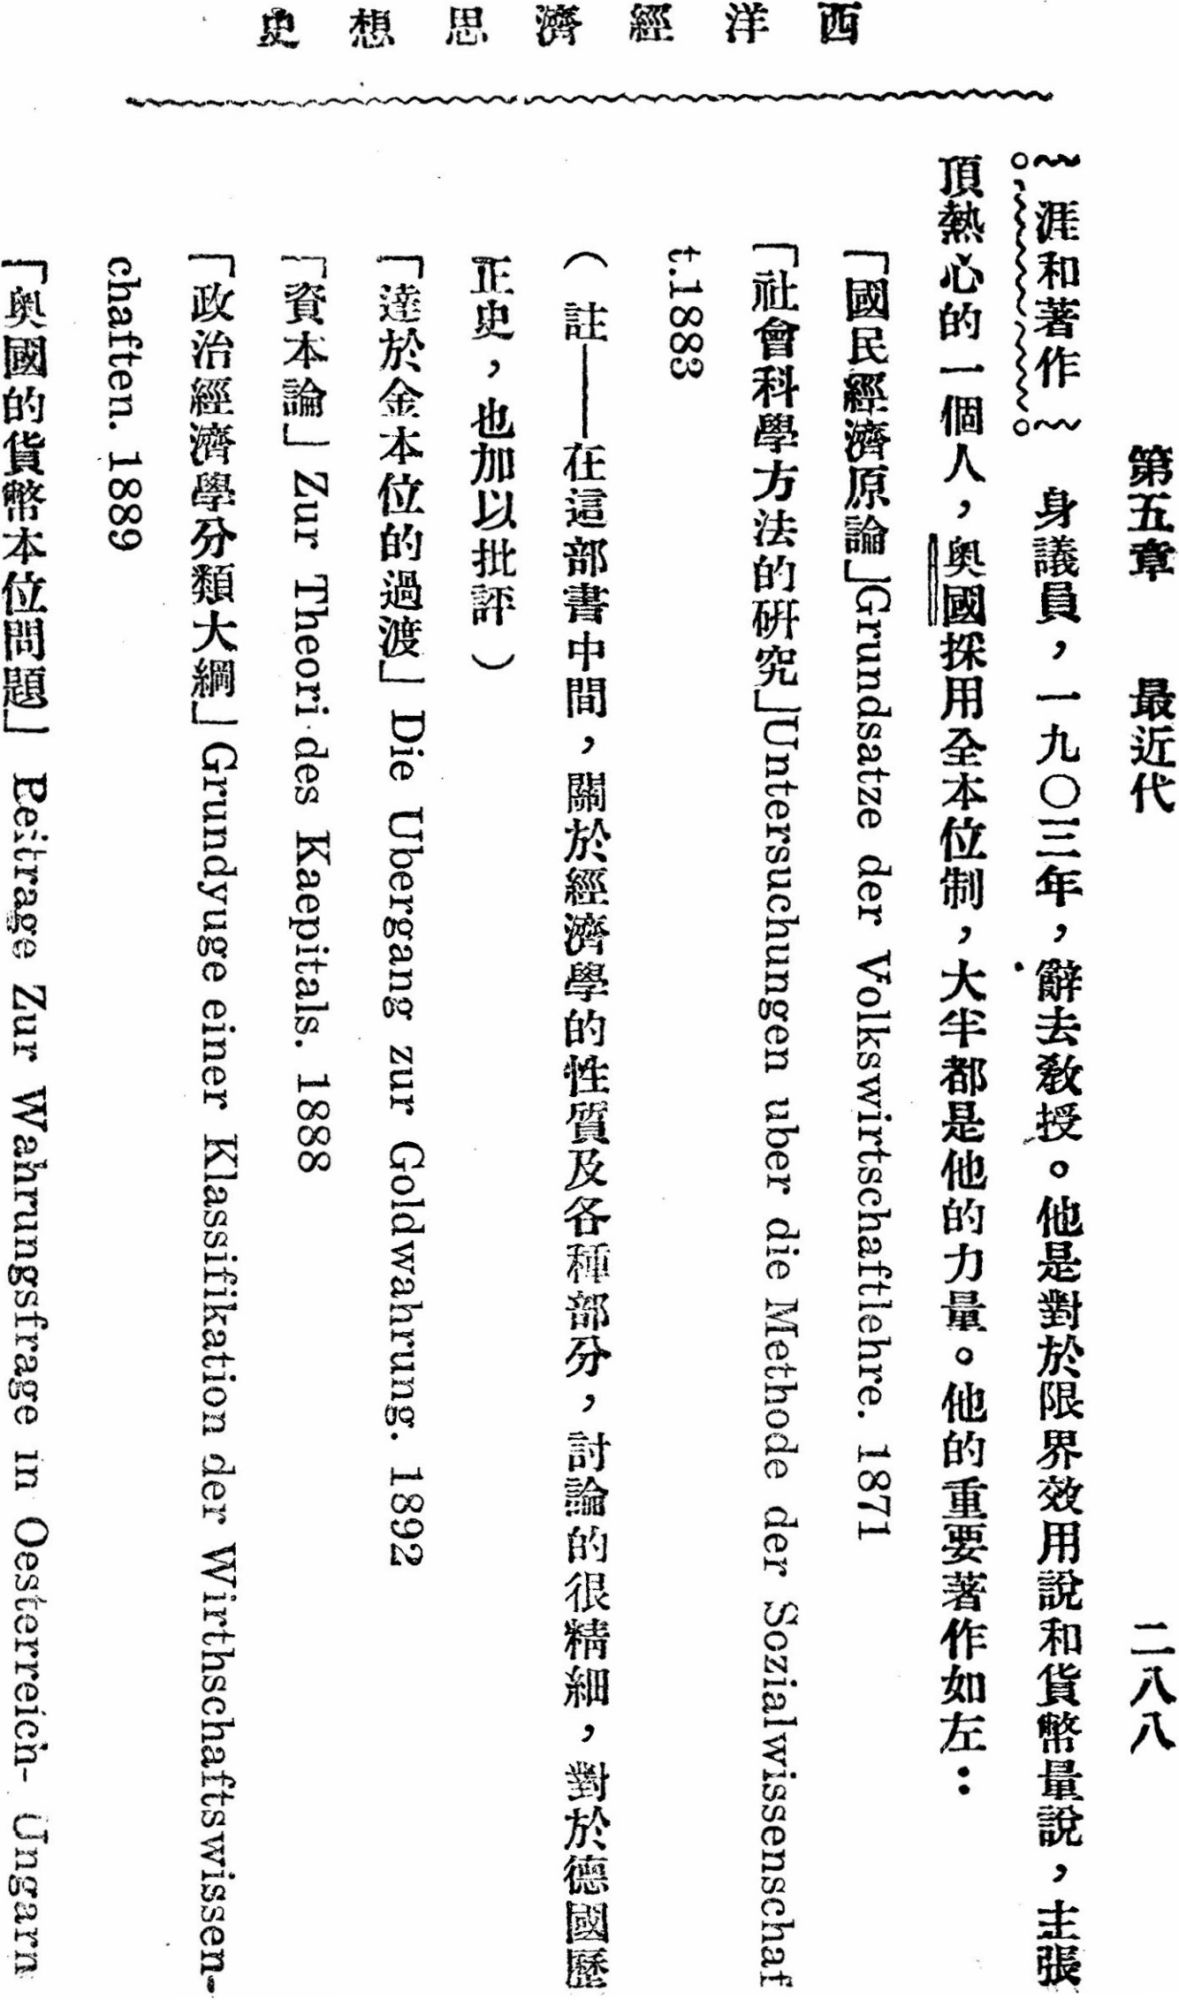 西洋經濟思想史
第五章　最近代　二八八
涯和著作　身議員，一九〇三年，辭去敎授。他是對於限界效用說和貨幣量說，主張
頂熱心的一個人，奧國採用全本位制，大半都是他的力量。他的重要著作如左：
「國民經濟原論」Grundsatze der Volkswirtschaftlehre. 1871
「社會科學方法的研究」Untersuchungen uber die Methode der Sozialwissenschaf
t.1883
（註——在這部書中間，關於經濟學的性質及各種部分，討論的很精細，對於德國歷
正史，也加以批評）
「達於金本位的過渡」Die Ubergang zur Goldwahrung. 1892
「資本論」Zur Theori des Kaepitals. 1888
「政治經濟學分類大綱」Grundyuge einer Klassifikation der Wirthschaftswissen-
chaften. 1889
「奧國的貨幣本位問題」Beitrage Zur Wahrungsfrage in Oesterreich- Ungarn